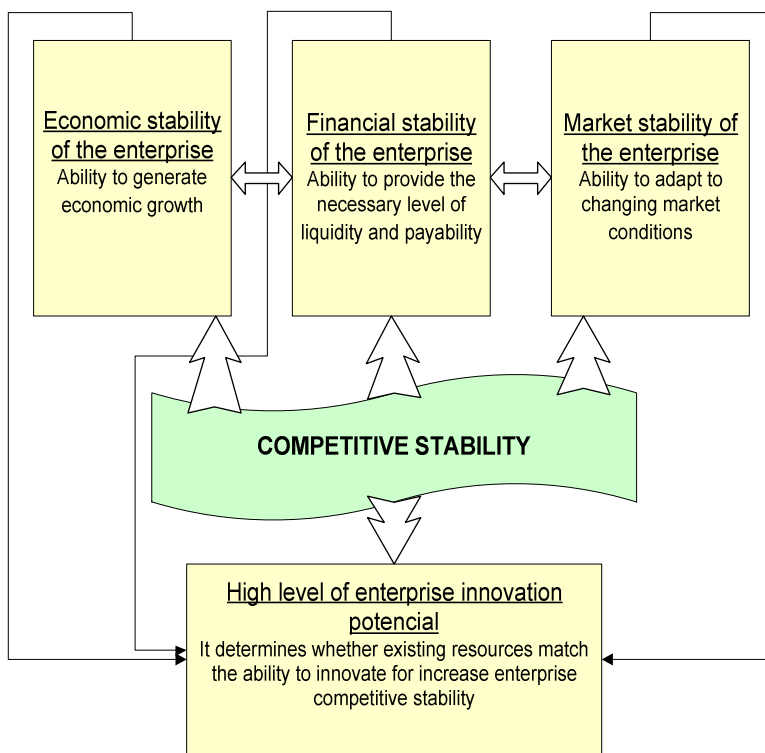 Economic stability
of the enterprise
Ability to generate
economic growth
Financial stability
of the enterprise
Ability to provide the
necessary level of
liquidity and payability
Market stability of
the enterprise
Ability to adapt to
changing market
conditions
COMPETITIVE STABILITY
High level of enterprise innovation
potencial
It determines whether existing resources match
the ability to innovate for increase enterprise
competitive stability